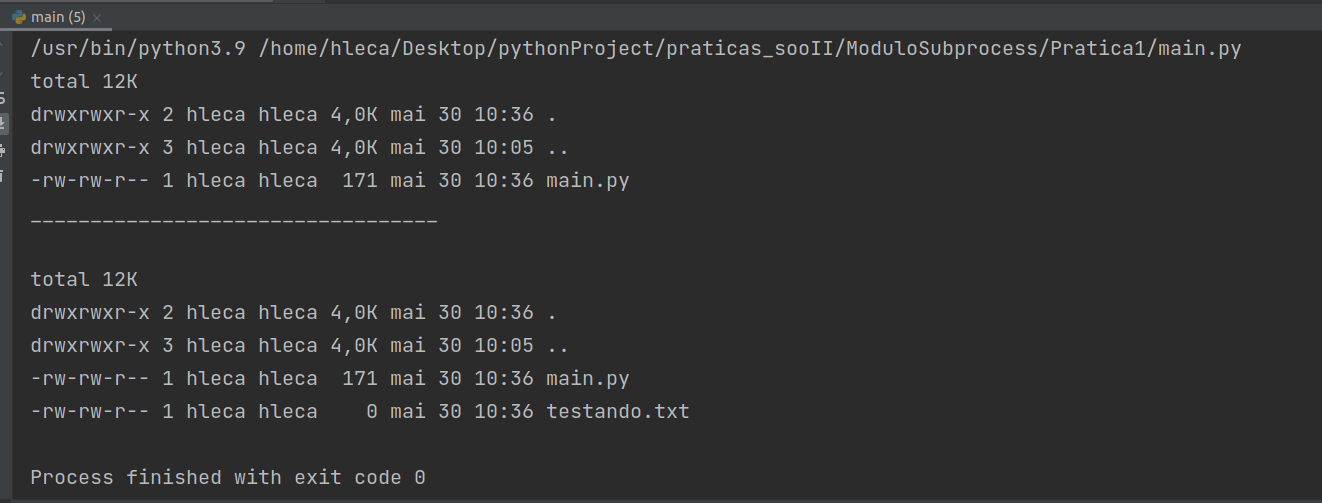 main (5)
/usr/bin/python3.9 /home/hleca/Desktop/pythonProject/praticas_sooII/ModuloSubprocess/Pratica1/main.py
total 12K
drwxrwxr-x 2 hleca hleca 4,0K mai 30 10:36 .
drwxrwxr-x 3 hleca hleca 4,0K mai 30 10:05 ..
-rw-rw-r-- 1 hleca hleca  171 mai 30 10:36 main.py
__________________________________
total 12K
drwxrwxr-x 2 hleca hleca 4,0K mai 30 10:36 .
drwxrwxr-x 3 hleca hleca 4,0K mai 30 10:05 ..
-rw-rw-r-- 1 hleca hleca  171 mai 30 10:36 main.py
-rw-rw-r-- 1 hleca hleca    0 mai 30 10:36 testando.txt
Process finished with exit code 0